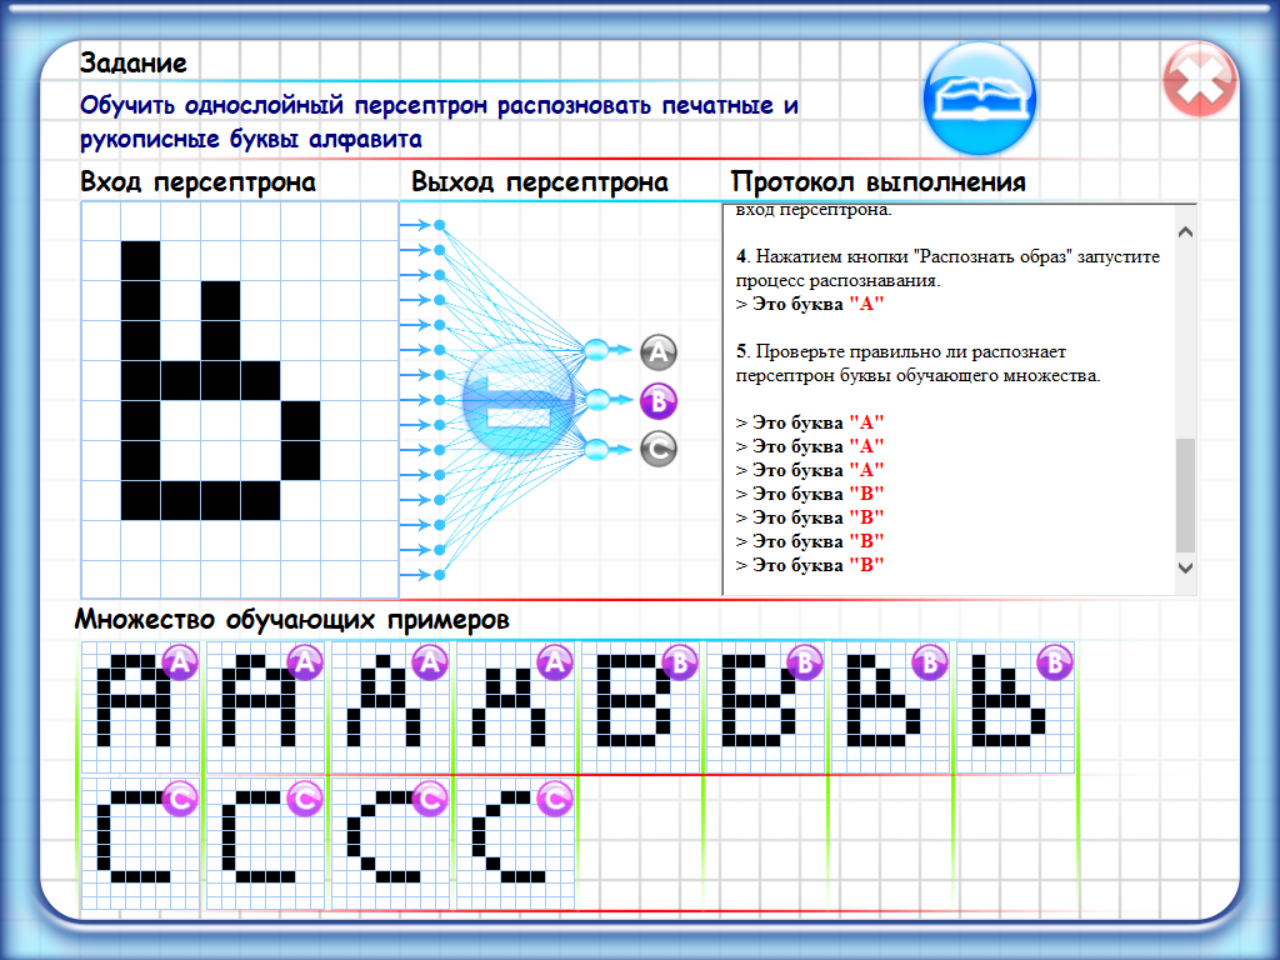 Задание
Обучить однослойный персептрон распозновать печатные и
рукописные буквы алфавита
Вход персептрона
Выход персептрона
Протокол выполнения
A
B
C
вход персептрона.
4. Нажатием кнопки "Распознать образ" запустите
процесс распознавания.
> Это буква "A"
5. Проверьте правильно ли распознает
персептрон буквы обучающего множества.
> Это буква "A"
> Это буква "A"
> Это буква "A"
> Это буква "B"
> Это буква "B"
> Это буква "B"
> Это буква "B"
Множество обучающих примеров
A A A A B B B B
C C C C